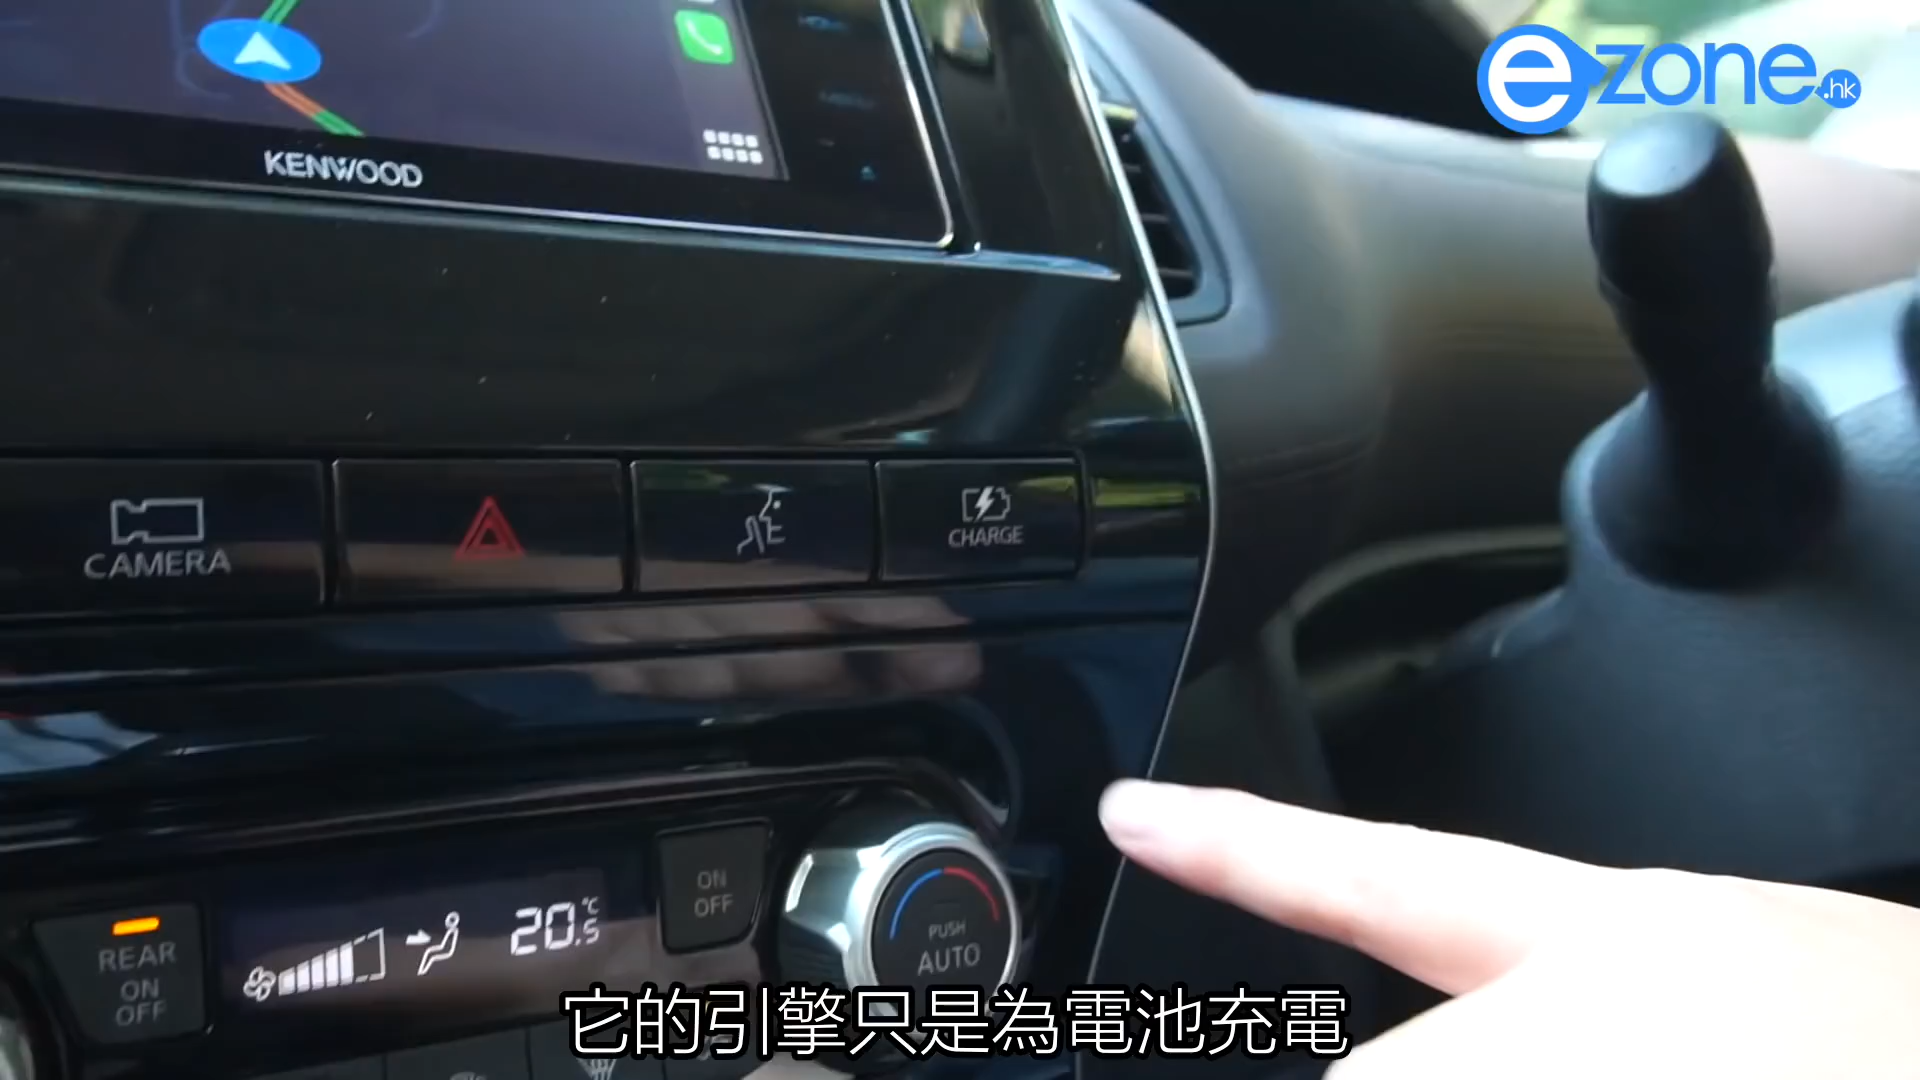 ezone.hk
KENWOOD
CAMERA
CHARGE
ON
OFF
REAR
ON
OFF
20.5°C
PUSH
AUTO
它的引擎只是為電池充電